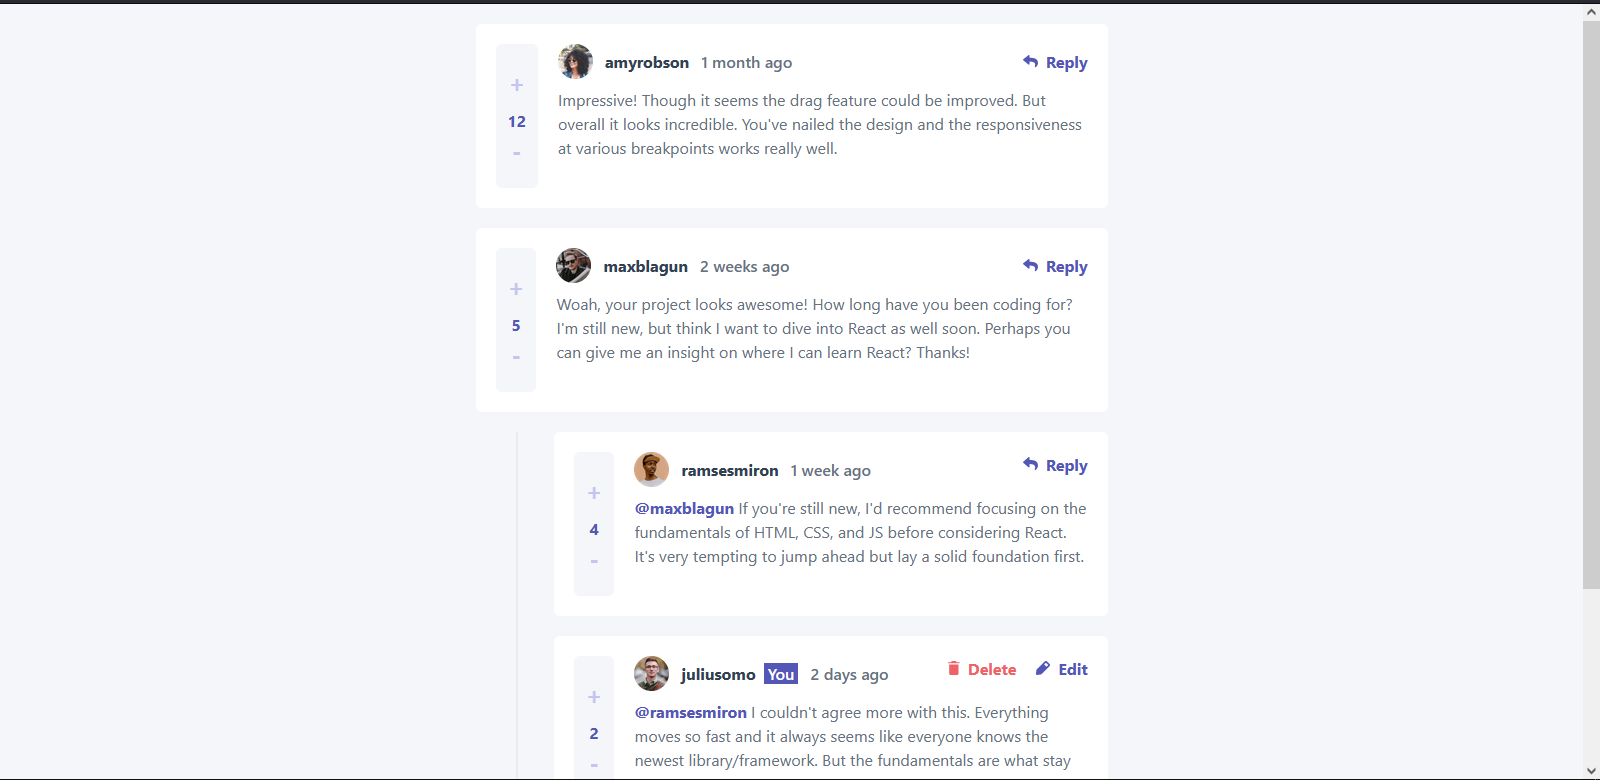 amyrobson 1 month ago Reply
+
12
-
Impressive! Though it seems the drag feature could be improved. But
overall it looks incredible. You've nailed the design and the responsiveness
at various breakpoints works really well.
maxblagun 2 weeks ago Reply
+
5
-
Woah, your project looks awesome! How long have you been coding for?
I'm still new, but think I want to dive into React as well soon. Perhaps you
can give me an insight on where I can learn React? Thanks!
ramsesmiron 1 week ago Reply
+
4
-
@maxblagun If you're still new, I'd recommend focusing on the
fundamentals of HTML, CSS, and JS before considering React.
It's very tempting to jump ahead but lay a solid foundation first.
juliusomo You 2 days ago Delete Edit
+
2
-
@ramsesmiron I couldn't agree more with this. Everything
moves so fast and it always seems like everyone knows the
newest library/framework. But the fundamentals are what stay